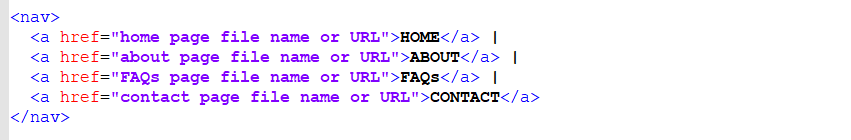 <nav>
  <a href="home page file name or URL">HOME</a> |
  <a href="about page file name or URL">ABOUT</a> |
  <a href="FAQs page file name or URL">FAQs</a> |
  <a href="contact page file name or URL">CONTACT</a>
</nav>